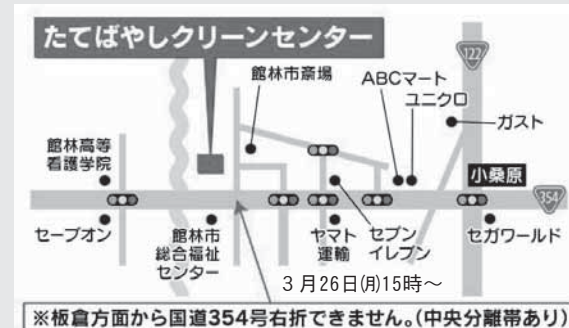 たてばやしクリーンセンター
122
館林市斎場
ABCマート
ユニクロ
ガスト
館林高等
看護学院
小桑原
354
セーブオン
館林市
総合福祉
センター
ヤマト
運輸
セブン
イレブン
セガワールド
3月26日㈪15時～
※板倉方面から国道354号右折できません。(中央分離帯あり)